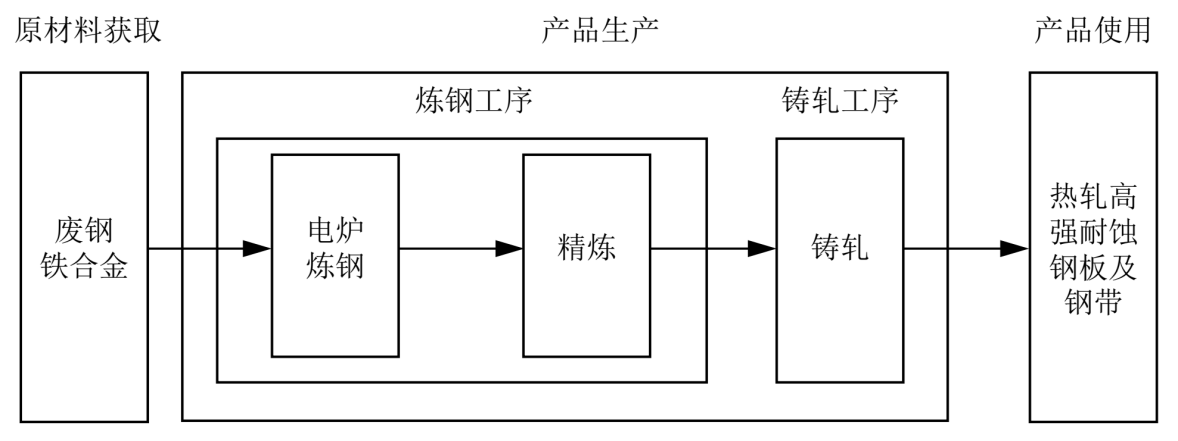 原材料获取
产品生产
产品使用
炼钢工序
铸轧工序
废钢
铁合金
电炉
炼钢
精炼
铸轧
热轧高
强耐蚀
钢板及
钢带